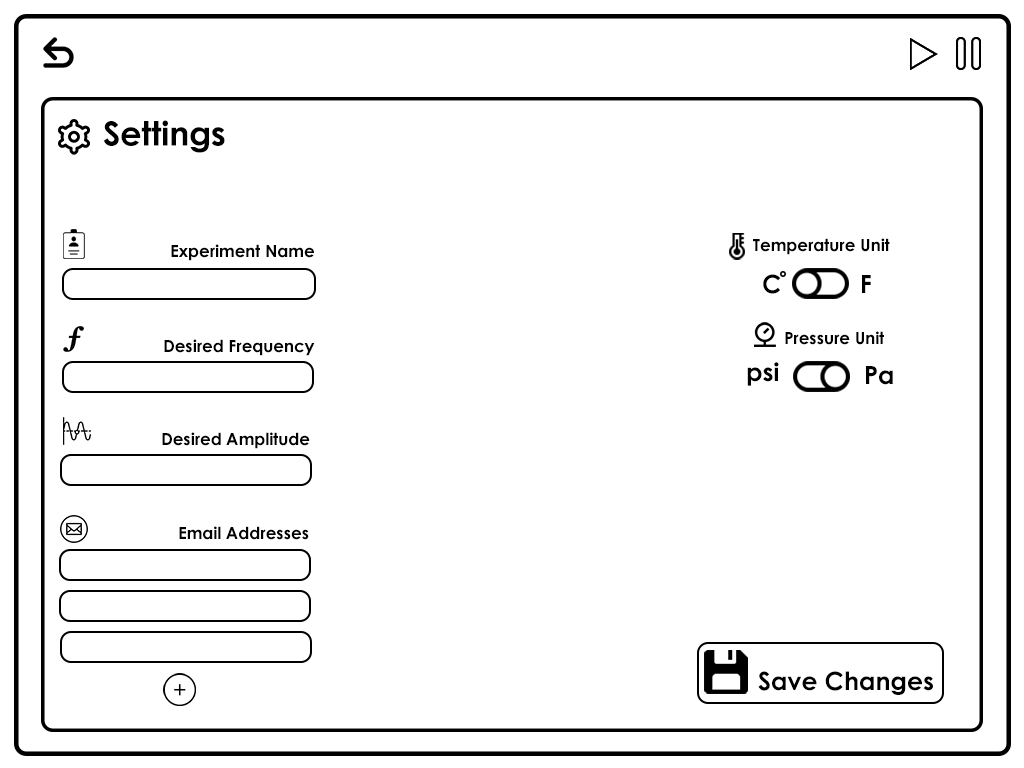 Settings
Experiment Name
Temperature Unit
C° F
Desired Frequency
Pressure Unit
psi Pa
Desired Amplitude
Email Addresses
Save Changes